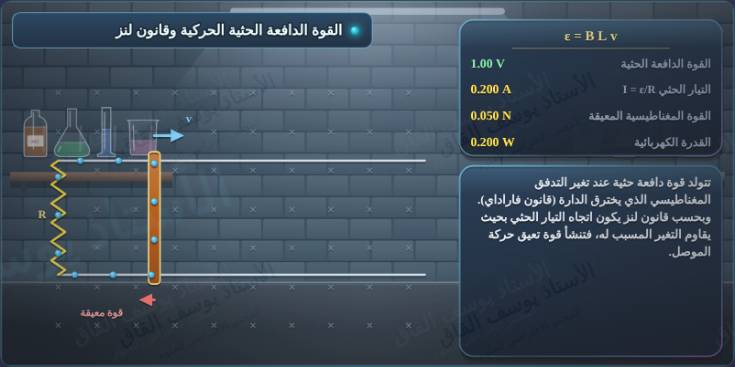 القوة الدافعة الحثية الحركية وقانون لنز
ε = B L v
القوة الدافعة الحثية 1.00 V
التيار الحثي I = ε/R 0.200 A
القوة المغناطيسية المعيقة 0.050 N
القدرة الكهربائية 0.200 W
تتولد قوة دافعة حثية عند تغير التدفق
المغناطيسي الذي يخترق الدارة (قانون فاراداي).
وبحسب قانون لنز يكون اتجاه التيار الحثي بحيث
يقاوم التغير المسبب له، فتنشأ قوة تعيق حركة
الموصل.
v
R
قوة معيقة
الأستاذ يوسف